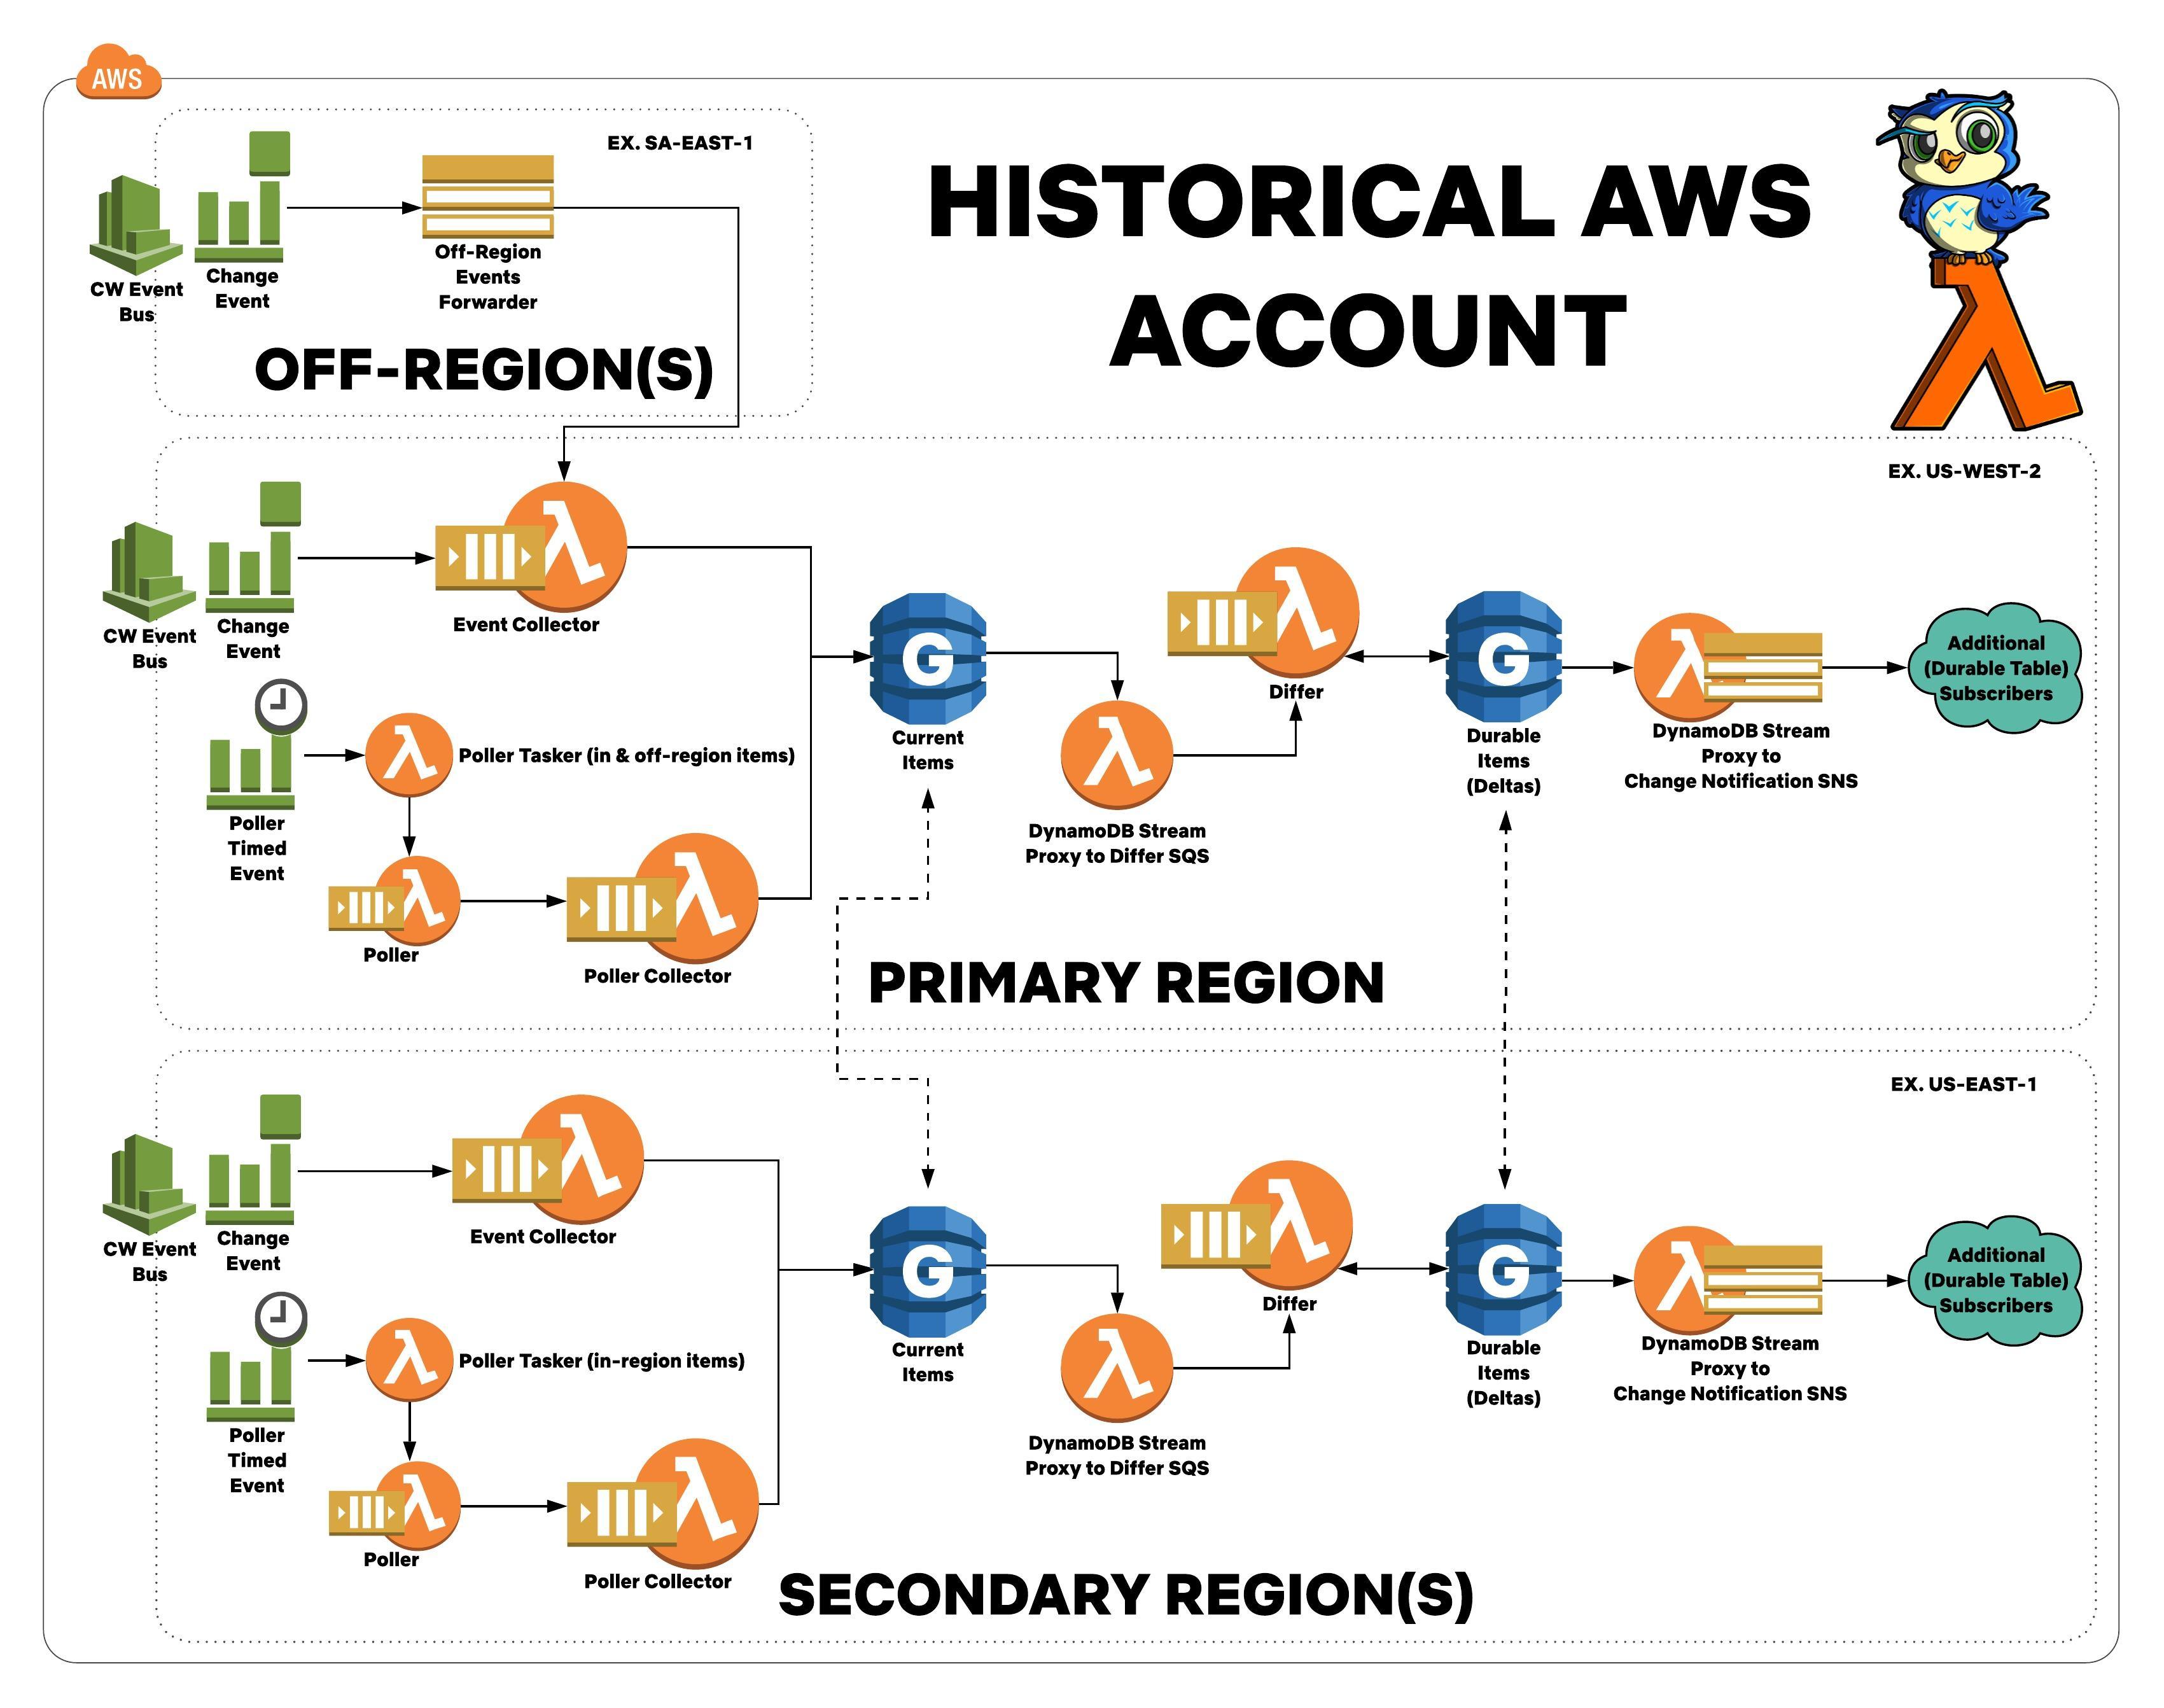 AWS
EX. SA-EAST-1
CW Event
Bus
Change
Event
Off-Region
Events
Forwarder
OFF-REGION(S)
HISTORICAL AWS
ACCOUNT
EX. US-WEST-2
CW Event
Bus
Change
Event
Event Collector
Poller
Timed
Event
Poller Tasker (in & off-region items)
Poller
Poller Collector
G
Current
Items
DynamoDB Stream
Proxy to Differ SQS
Differ
G
Durable
Items
(Deltas)
DynamoDB Stream
Proxy to
Change Notification SNS
Additional
(Durable Table)
Subscribers
PRIMARY REGION
EX. US-EAST-1
CW Event
Bus
Change
Event
Event Collector
Poller
Timed
Event
Poller Tasker (in-region items)
Poller
Poller Collector
G
Current
Items
DynamoDB Stream
Proxy to Differ SQS
Differ
G
Durable
Items
(Deltas)
DynamoDB Stream
Proxy to
Change Notification SNS
Additional
(Durable Table)
Subscribers
SECONDARY REGION(S)